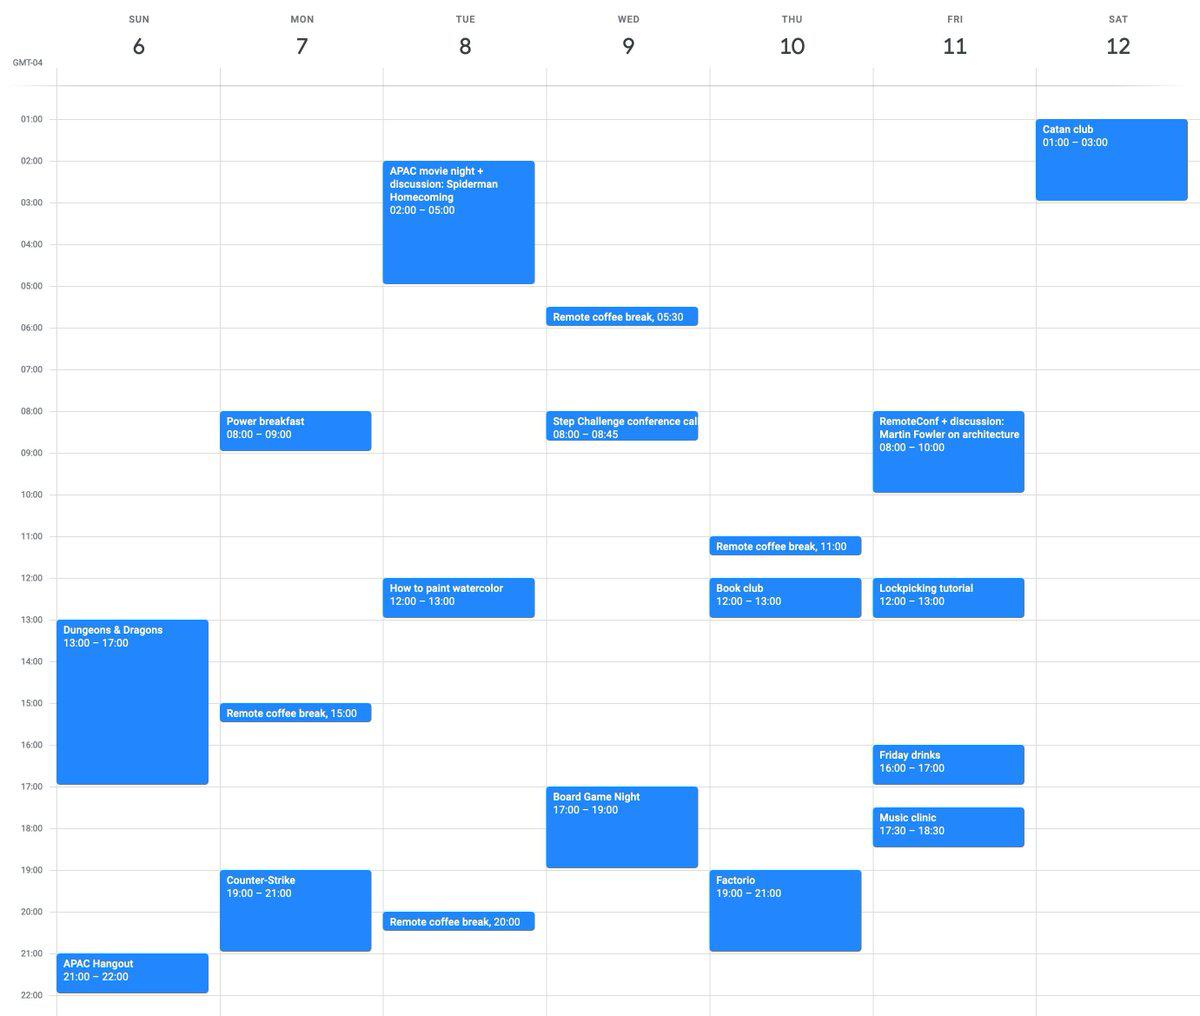 SUN MON TUE WED THU FRI SAT
6 7 8 9 10 11 12
GMT-04
01:00
02:00
03:00
04:00
05:00
06:00
07:00
08:00
09:00
10:00
11:00
12:00
13:00
14:00
15:00
16:00
17:00
18:00
19:00
20:00
21:00
22:00
Dungeons & Dragons
13:00 – 17:00
APAC Hangout
21:00 – 22:00
Power breakfast
08:00 – 09:00
Remote coffee break, 15:00
Counter-Strike
19:00 – 21:00
APAC movie night +
discussion: Spiderman
Homecoming
02:00 – 05:00
How to paint watercolor
12:00 – 13:00
Remote coffee break, 20:00
Remote coffee break, 05:30
Step Challenge conference cal
08:00 – 08:45
Board Game Night
17:00 – 19:00
Remote coffee break, 11:00
Book club
12:00 – 13:00
Factorio
19:00 – 21:00
RemoteConf + discussion:
Martin Fowler on architecture
08:00 – 10:00
Lockpicking tutorial
12:00 – 13:00
Friday drinks
16:00 – 17:00
Music clinic
17:30 – 18:30
Catan club
01:00 – 03:00